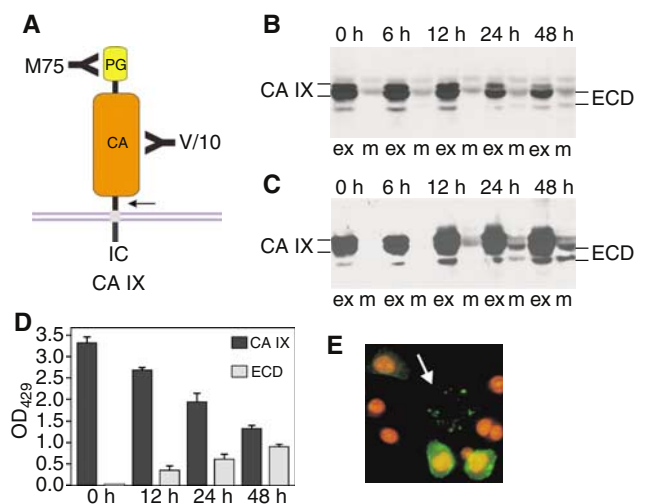 A
M75
PG
CA
V/10
IC
CA IX
B
0 h 6 h 12 h 24 h 48 h
CA IX
ECD
ex m ex m ex m ex m ex m
C
0 h 6 h 12 h 24 h 48 h
CA IX
ECD
ex m ex m ex m ex m ex m
D
OD429
3.5
3.0
2.5
2.0
1.5
1.0
0.5
0.0
CA IX
ECD
0 h 12 h 24 h 48 h
E